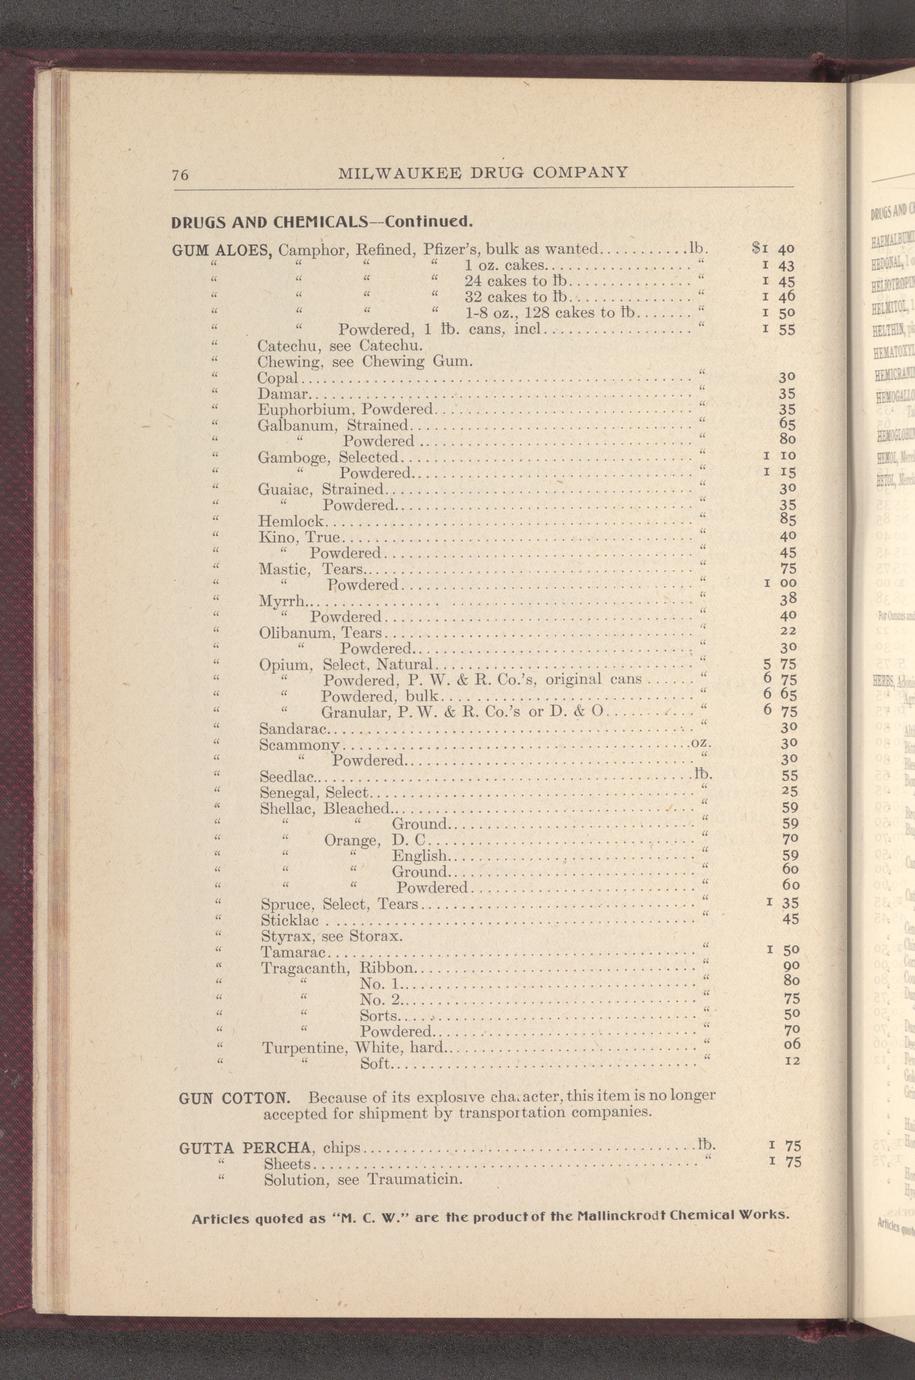 76 MILWAUKEE DRUG COMPANY
DRUGS AND CHEMICALS—Continued.
GUM ALOES, Camphor, Refined, Pfizer's, bulk as wanted...........lb. $1 40
" " " " 1 oz. cakes................... " 1 43
" " " " 24 cakes to lb................ " 1 45
" " " " 32 cakes to lb................ " 1 46
" " " " 1-8 oz., 128 cakes to lb....... " 1 50
" " Powdered, 1 lb. cans, incl................... " 1 55
" Catechu, see Catechu.
" Chewing, see Chewing Gum.
" Copal.................................................. " 30
" Damar.................................................. " 35
" Euphorbium, Powdered................................... " 35
" Galbanum, Strained..................................... " 65
" " Powdered ................................... " 80
" Gamboge, Selected...................................... " 1 10
" " Powdered.................................... " 1 15
" Guaiac, Strained....................................... " 30
" " Powdered...................................... " 35
" Hemlock................................................ " 85
" Kino, True............................................. " 40
" " Powdered........................................ " 45
" Mastic, Tears.......................................... " 75
" " Powdered...................................... " 1 00
" Myrrh.................................................. " 38
" " Powdered........................................ " 40
" Olibanum, Tears........................................ " 22
" " Powdered.................................... " 30
" Opium, Select, Natural................................. " 5 75
" " Powdered, P. W. & R. Co.'s, original cans ...... " 6 75
" " Powdered, bulk................................. " 6 65
" " Granular, P. W. & R. Co.'s or D. & O........... " 6 75
" Sandarac............................................... " 30
" Scammony..............................................oz. 30
" " Powdered..................................... " 30
" Seedlac...............................................lb. 55
" Senegal, Select........................................ " 25
" Shellac, Bleached...................................... " 59
" " " Ground............................... " 59
" " Orange, D. C.................................. " 70
" " " English.............................. " 59
" " " Ground............................... " 60
" " " Powdered............................. " 60
" Spruce, Select, Tears.................................. " 1 35
" Sticklac .............................................. " 45
" Styrax, see Storax.
" Tamarac................................................ " 1 50
" Tragacanth, Ribbon..................................... " 90
" " No. 1..................................... " 80
" " No. 2..................................... " 75
" " Sorts..................................... " 50
" " Powdered.................................. " 70
" Turpentine, White, hard................................ " 06
" " Soft...................................... " 12
GUN COTTON. Because of its explosive character, this item is no longer
accepted for shipment by transportation companies.
GUTTA PERCHA, chips..........................................lb. 1 75
" Sheets................................................ " 1 75
" Solution, see Traumaticin.
Articles quoted as "M. C. W." are the product of the Mallinckrodt Chemical Works.